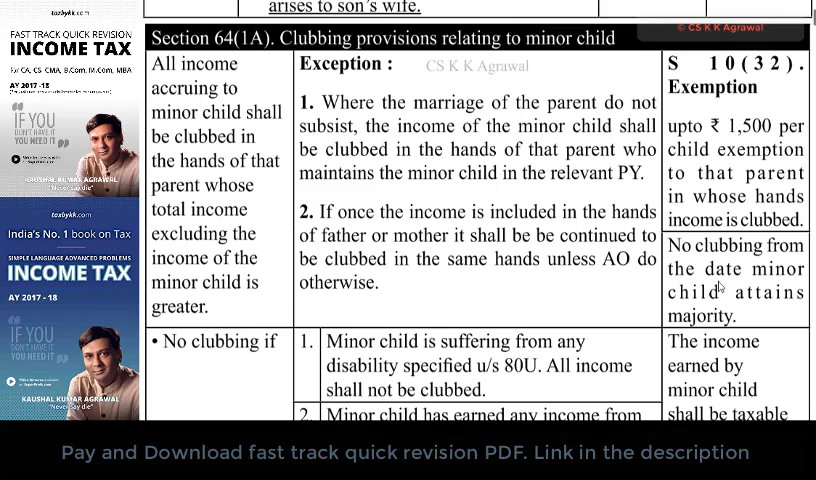 taxbykk.com
FAST TRACK QUICK REVISION
INCOME TAX
For CA, CS, CMA, B.Com, M.Com, MBA
AY 2017 -18
IF YOU
DON'T HAVE IT
YOU NEED IT
KAUSHAL KUMAR AGRAWAL
"Never say die"
taxbykk.com
India's No. 1 book on Tax
SIMPLE LANGUAGE ADVANCED PROBLEMS
INCOME TAX
AY 2017 - 18
IF YOU
DON'T HAVE IT
YOU NEED IT
KAUSHAL KUMAR AGRAWAL
"Never say die"
arises to son's wife.
© CS K K Agrawal
Section 64(1A). Clubbing provisions relating to minor child
All income
accruing to
minor child shall
be clubbed in
the hands of that
parent whose
total income
excluding the
income of the
minor child is
greater.
Exception :
CS K K Agrawal
1. Where the marriage of the parent do not
subsist, the income of the minor child shall
be clubbed in the hands of that parent who
maintains the minor child in the relevant PY.
2. If once the income is included in the hands
of father or mother it shall be be continued to
be clubbed in the same hands unless AO do
otherwise.
S 10(32).
Exemption
upto ₹ 1,500 per
child exemption
to that parent
in whose hands
income is clubbed.
No clubbing from
the date minor
child attains
majority.
• No clubbing if
1. Minor child is suffering from any
disability specified u/s 80U. All income
shall not be clubbed.
2. Minor child has earned any income from
The income
earned by
minor child
shall be taxable
Pay and Download fast track quick revision PDF. Link in the description